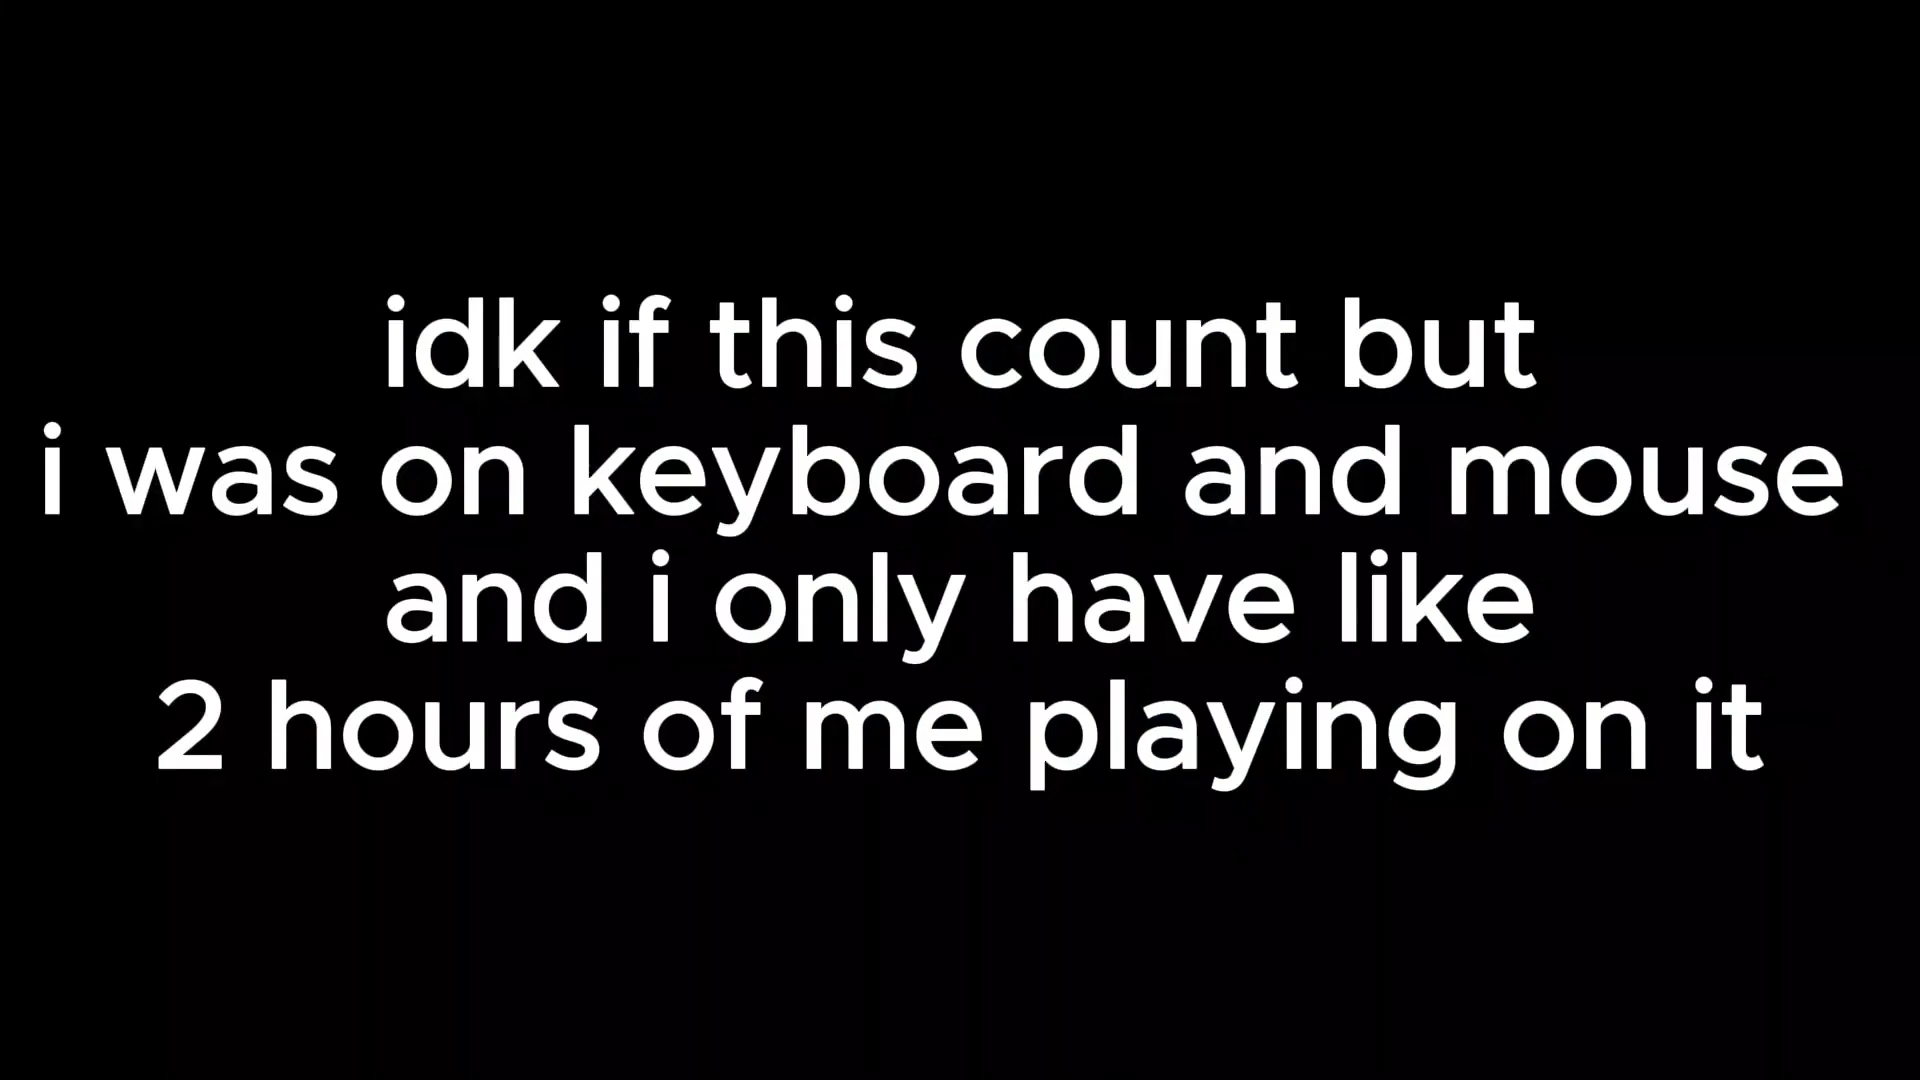 idk if this count but
i was on keyboard and mouse
and i only have like
2 hours of me playing on it